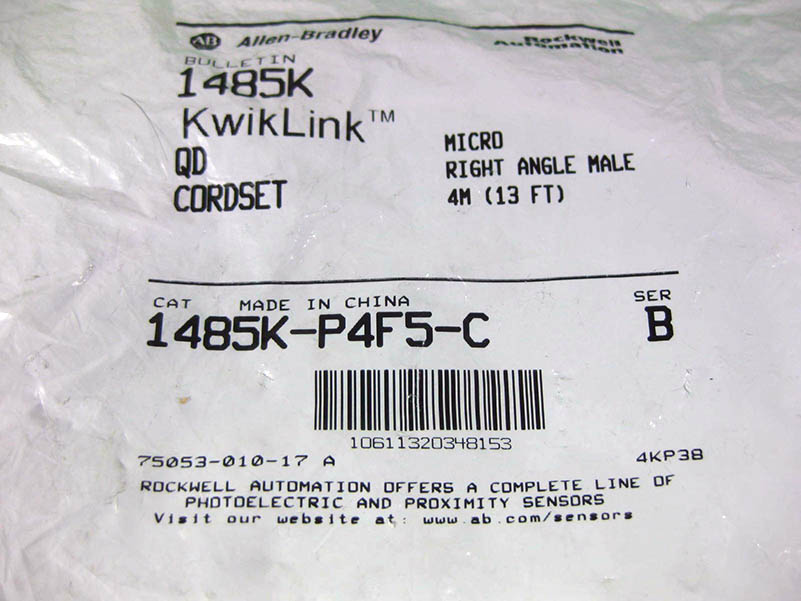 AB Allen-Bradley
Rockwell Automation
BULLETIN
1485K
KwikLink™
QD
CORDSET
MICRO
RIGHT ANGLE MALE
4M (13 FT)
CAT MADE IN CHINA SER
1485K-P4F5-C B
10611320348153
75053-010-17 A 4KP38
ROCKWELL AUTOMATION OFFERS A COMPLETE LINE OF
PHOTOELECTRIC AND PROXIMITY SENSORS
Visit our website at: www.ab.com/sensors